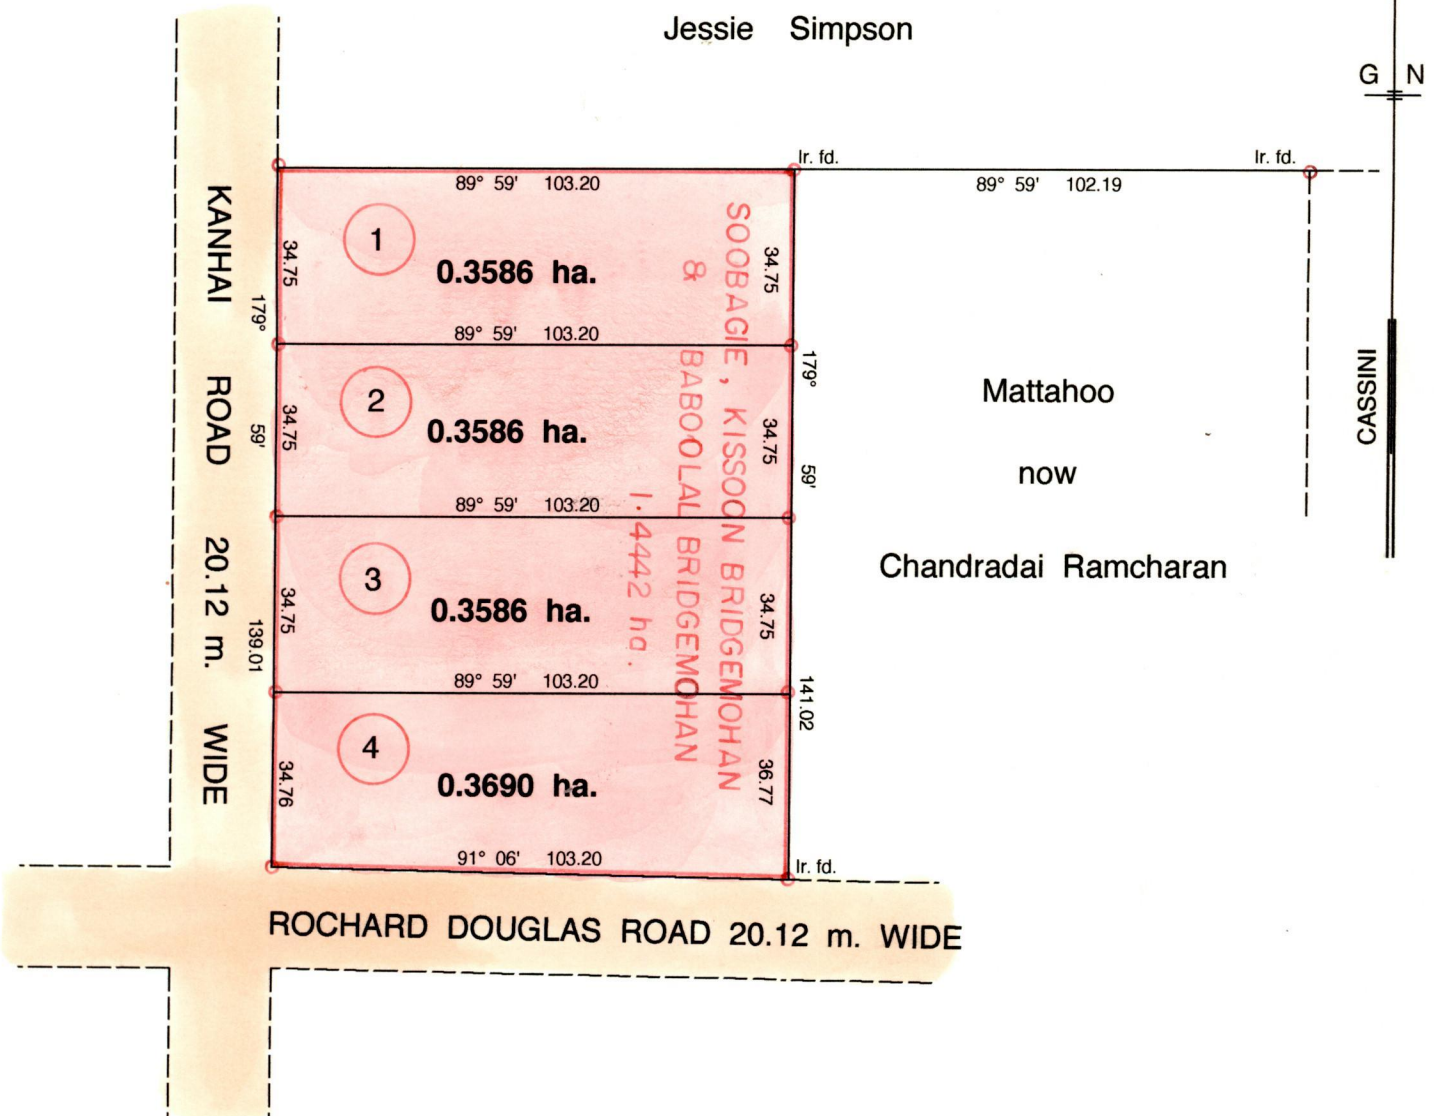 Jessie Simpson
G N
Ir. fd.
Ir. fd.
89° 59' 103.20
89° 59' 102.19
1
0.3586 ha.
34.75
34.75
89° 59' 103.20
2
0.3586 ha.
34.75
34.75
89° 59' 103.20
3
0.3586 ha.
34.75
34.75
89° 59' 103.20
4
0.3690 ha.
34.76
36.77
91° 06' 103.20
Ir. fd.
179° 59' 139.01
179° 59' 141.02
KANHAI ROAD 20.12 m. WIDE
SOOBAGIE, KISSOON BRIDGEMOHAN
& BABOOLAL BRIDGEMOHAN
1.4442 ha.
Mattahoo
now
Chandradai Ramcharan
CASSINI
ROCHARD DOUGLAS ROAD 20.12 m. WIDE